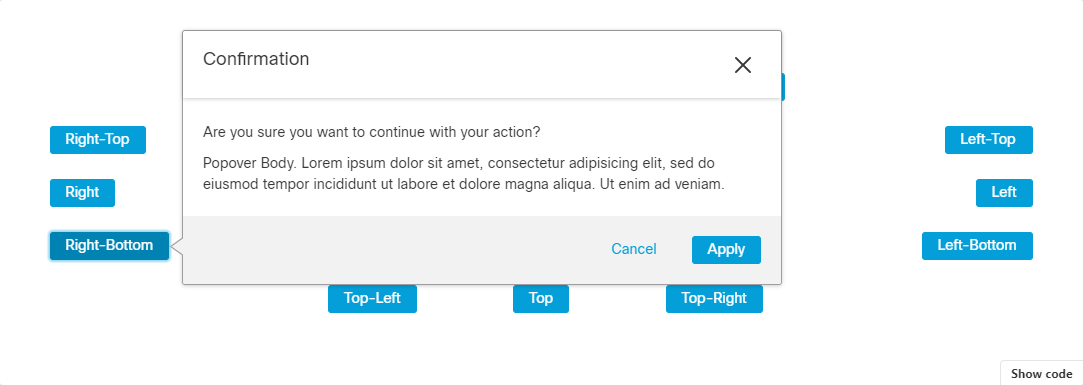 Confirmation
Are you sure you want to continue with your action?
Popover Body. Lorem ipsum dolor sit amet, consectetur adipisicing elit, sed do
eiusmod tempor incididunt ut labore et dolore magna aliqua. Ut enim ad veniam.
Cancel
Apply
Right-Top
Right
Right-Bottom
Left-Top
Left
Left-Bottom
Top-Left
Top
Top-Right
Show code